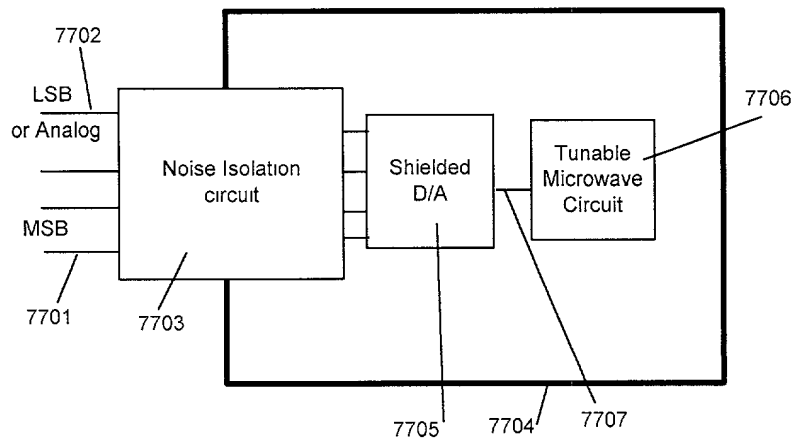 7702
LSB
or Analog
MSB
7701
Noise Isolation
circuit
7703
Shielded
D/A
Tunable
Microwave
Circuit
7706
7705
7704
7707